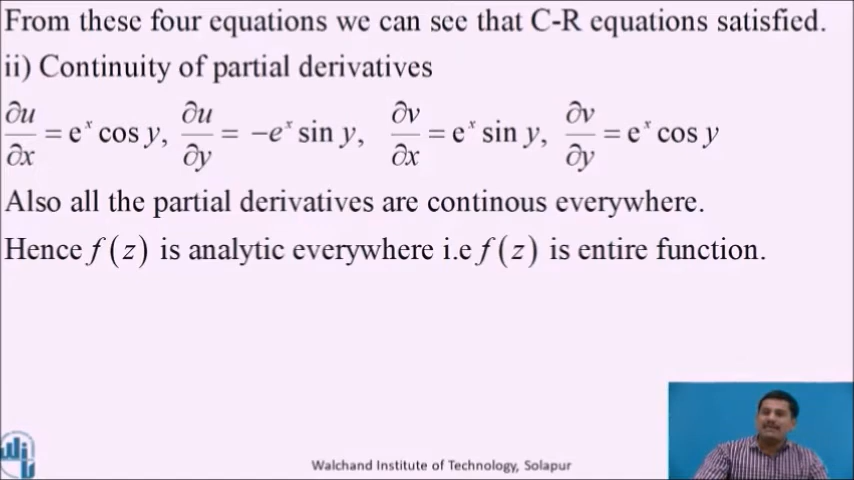 From these four equations we can see that C-R equations satisfied.
ii) Continuity of partial derivatives
∂u/∂x = e^x cos y, ∂u/∂y = −e^x sin y, ∂v/∂x = e^x sin y, ∂v/∂y = e^x cos y
Also all the partial derivatives are continous everywhere.
Hence f(z) is analytic everywhere i.e f(z) is entire function.
Walchand Institute of Technology, Solapur